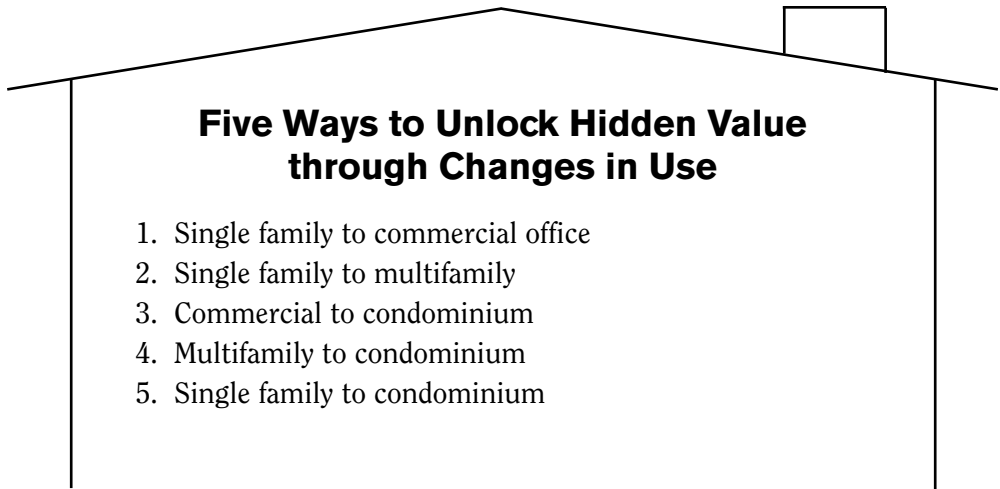 Five Ways to Unlock Hidden Value
through Changes in Use
1. Single family to commercial office
2. Single family to multifamily
3. Commercial to condominium
4. Multifamily to condominium
5. Single family to condominium